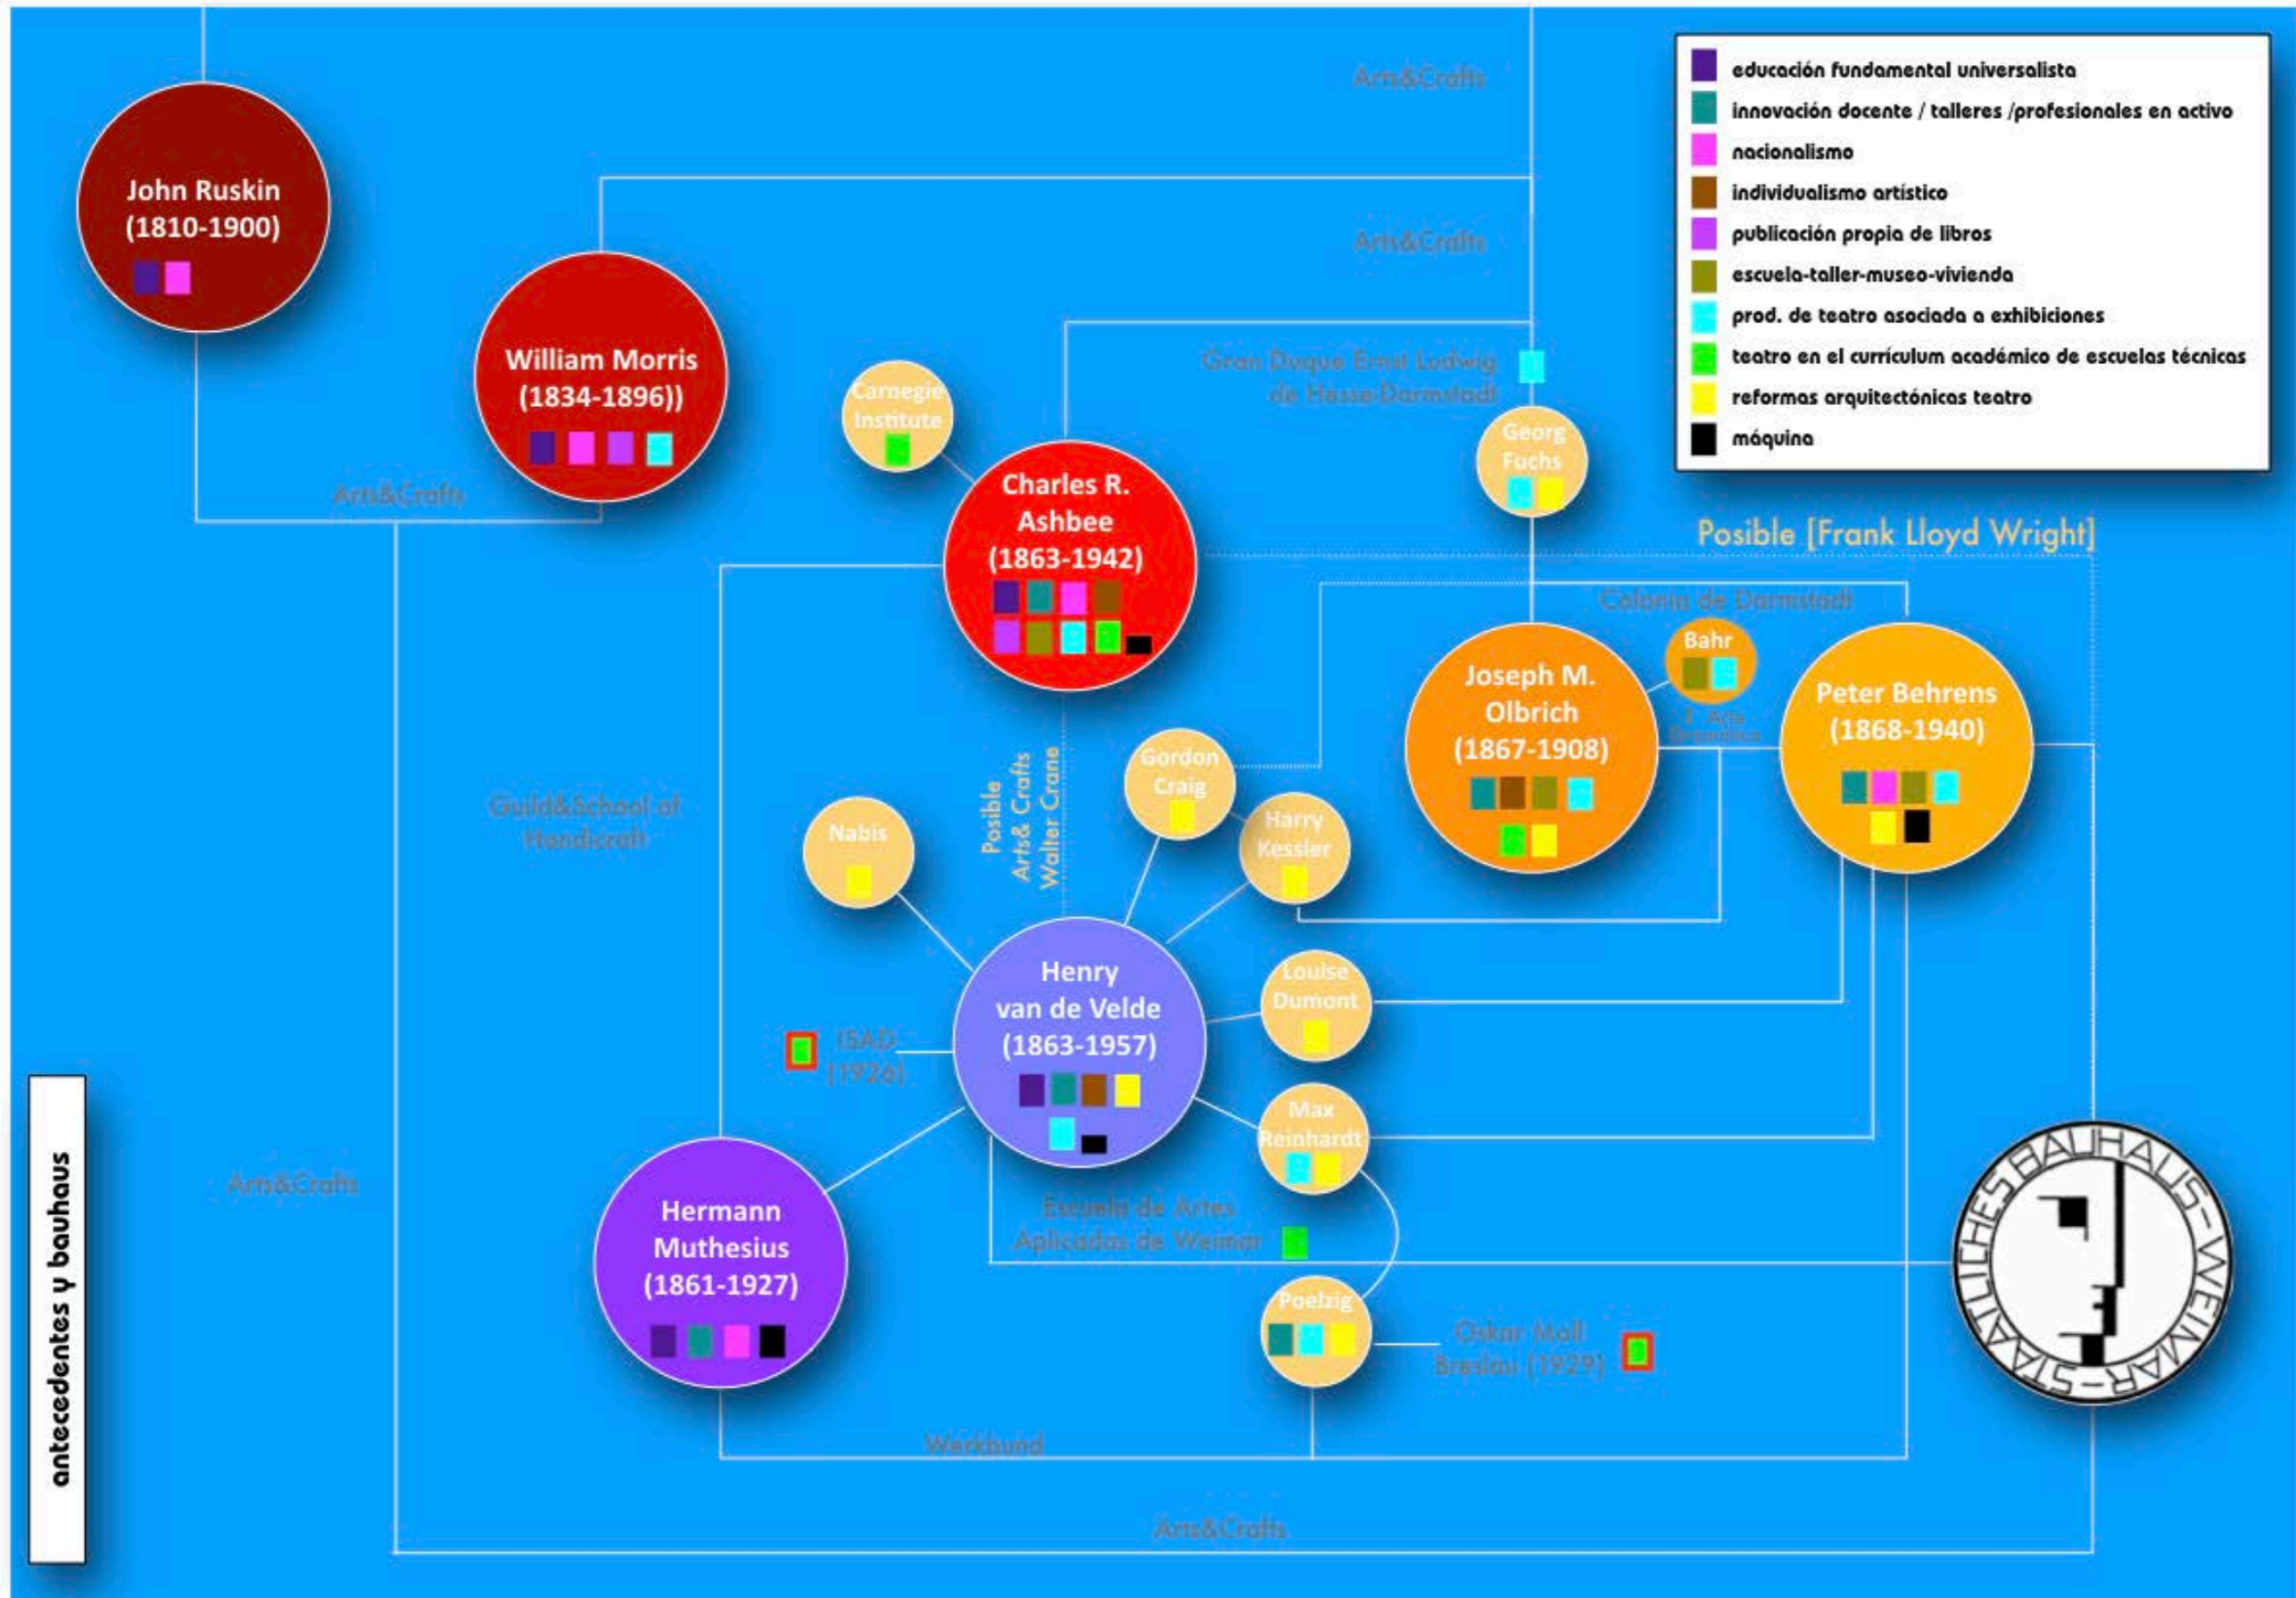 Arts&Crafts
educación fundamental universalista
innovación docente / talleres /profesionales en activo
nacionalismo
individualismo artístico
publicación propia de libros
escuela-taller-museo-vivienda
prod. de teatro asociada a exhibiciones
teatro en el currículum académico de escuelas técnicas
reformas arquitectónicas teatro
máquina
John Ruskin
(1810-1900)
Arts&Crafts
William Morris
(1834-1896))
Arts&Crafts
Carnegie
Institute
Gran Duque Ernst Ludwig
de Hesse-Darmstadt
Georg
Fuchs
Charles R.
Ashbee
(1863-1942)
Posible [Frank Lloyd Wright]
Colonia de Darmstadt
Bahr
Joseph M.
Olbrich
(1867-1908)
Peter Behrens
(1868-1940)
Guild&School of
Handscraft
Posible
Arts& Crafts
Walter Crane
Gordon
Craig
Harry
Kessler
Nabis
Henry
van de Velde
(1863-1957)
Louise
Dumont
ISAD
(1926)
Max
Reinhardt
Escuela de Artes
Aplicadas de Weimar
Hermann
Muthesius
(1861-1927)
Poelzig
Oskar Moll
Breslau (1929)
Arts&Crafts
antecedentes y bauhaus
STAATLICHES BAUHAUS-WEIMAR-
Werkbund
Arts&Crafts